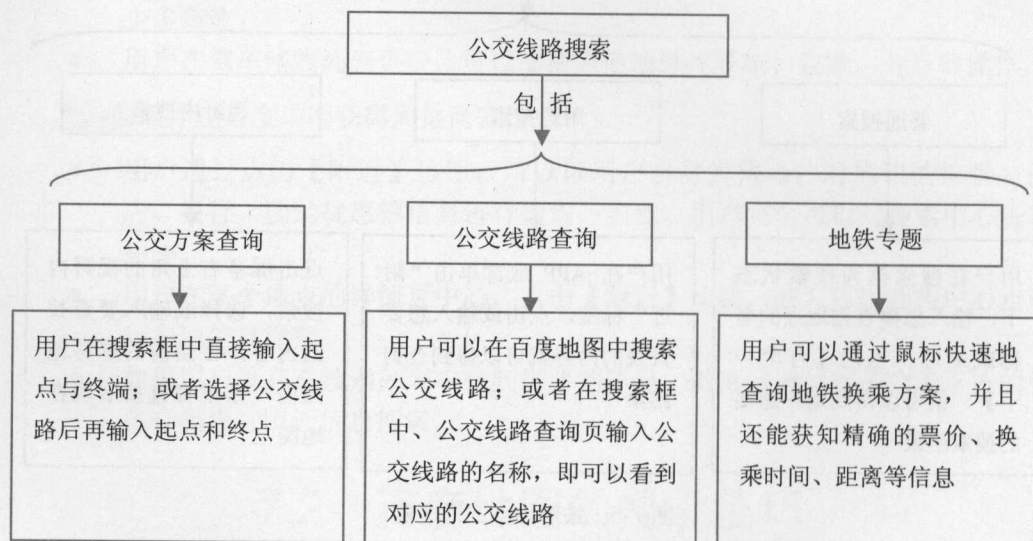 公交线路搜索
包 括
公交方案查询
公交线路查询
地铁专题
用户在搜索框中直接输入起
点与终端；或者选择公交线
路后再输入起点和终点
用户可以在百度地图中搜索
公交线路；或者在搜索框
中、公交线路查询页输入公
交线路的名称，即可以看到
对应的公交线路
用户可以通过鼠标快速地
查询地铁换乘方案，并且
还能获知精确的票价、换
乘时间、距离等信息